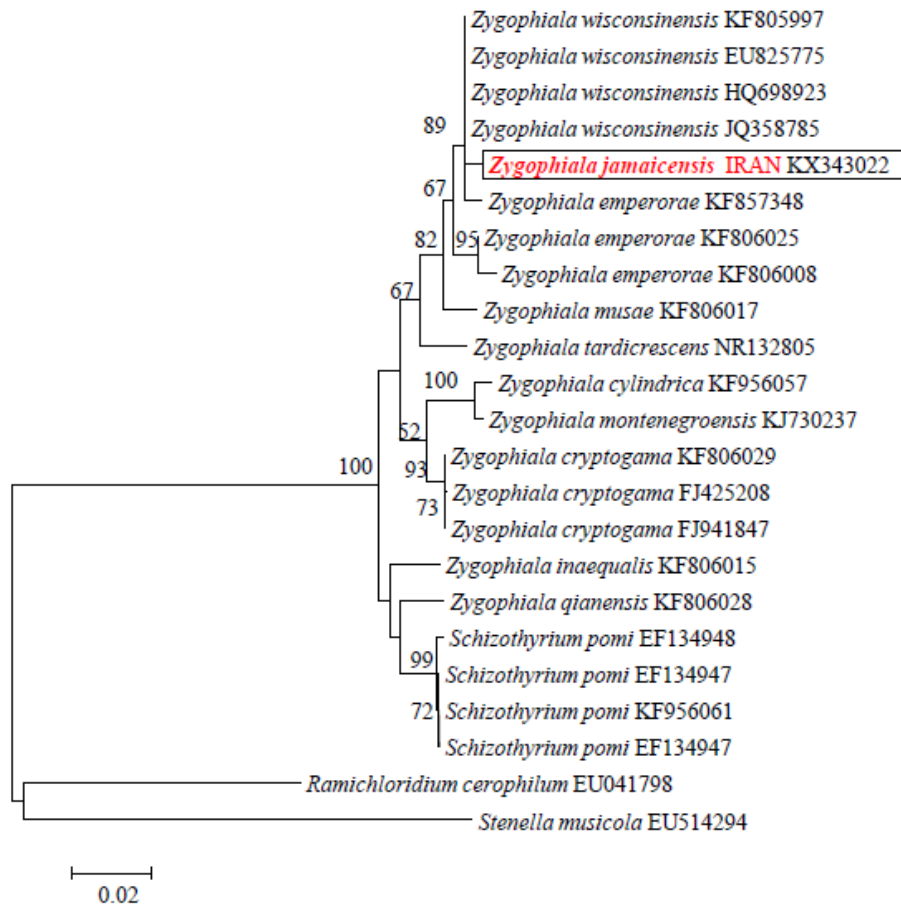 Zygophiala wisconsinensis KF805997
Zygophiala wisconsinensis EU825775
Zygophiala wisconsinensis HQ698923
89 Zygophiala wisconsinensis JQ358785
Zygophiala jamaicensis IRAN KX343022
67 Zygophiala emperorae KF857348
82 95 Zygophiala emperorae KF806025
Zygophiala emperorae KF806008
67 Zygophiala musae KF806017
Zygophiala tardicrescens NR132805
100 Zygophiala cylindrica KF956057
Zygophiala montenegroensis KJ730237
52
100 93 Zygophiala cryptogama KF806029
73 Zygophiala cryptogama FJ425208
Zygophiala cryptogama FJ941847
Zygophiala inaequalis KF806015
Zygophiala qianensis KF806028
Schizothyrium pomi EF134948
99 Schizothyrium pomi EF134947
72 Schizothyrium pomi KF956061
Schizothyrium pomi EF134947
Ramichloridium cerophilum EU041798
Stenella musicola EU514294
0.02